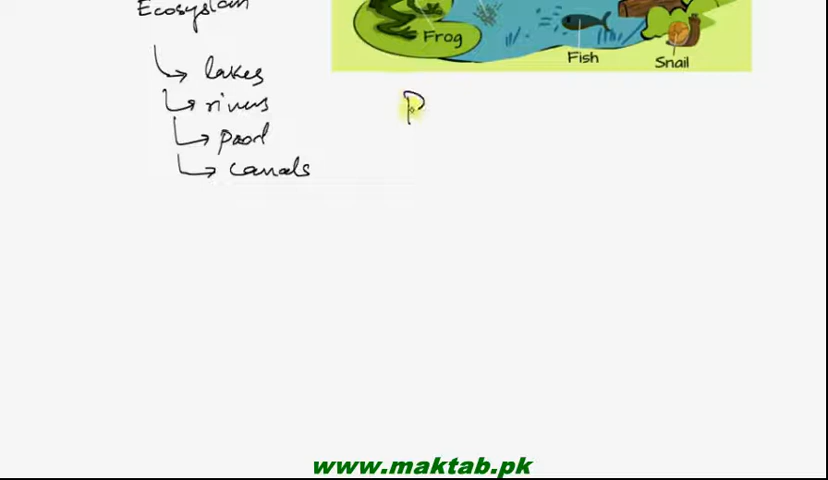 Ecosystem
Frog
Fish
Snail
↳ lakes
↳ rivers
P
↳ pond
↳ canals
www.maktab.pk